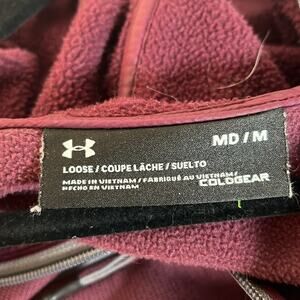 MD / M
LOOSE / COUPE LÂCHE / SUELTO
MADE IN VIETNAM / FABRIQUÉ AU VIETNAM /
HECHO EN VIETNAM
COLDGEAR